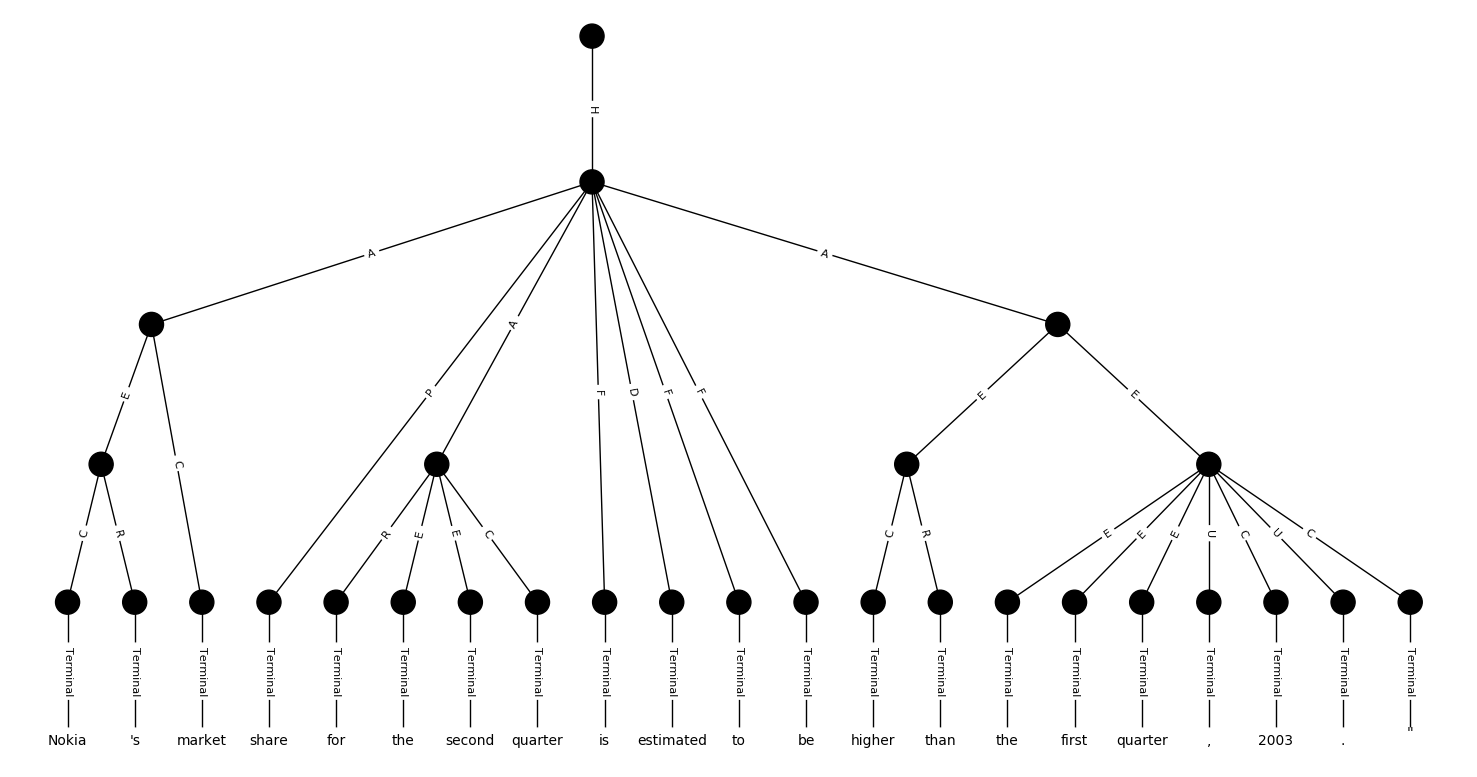 H
A A
A
P F D F F
E C E E
C R R E E C C R E E E U C U C
Terminal Terminal Terminal Terminal Terminal Terminal Terminal Terminal Terminal Terminal Terminal Terminal Terminal Terminal Terminal Terminal Terminal Terminal Terminal Terminal Terminal
Nokia 's market share for the second quarter is estimated to be higher than the first quarter , 2003 . "